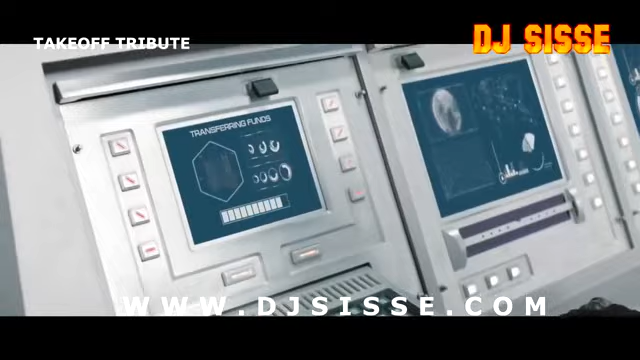 TAKEOFF TRIBUTE
DJ SISSE
TRANSFERRING FUNDS
WWW.DJSISSE.COM